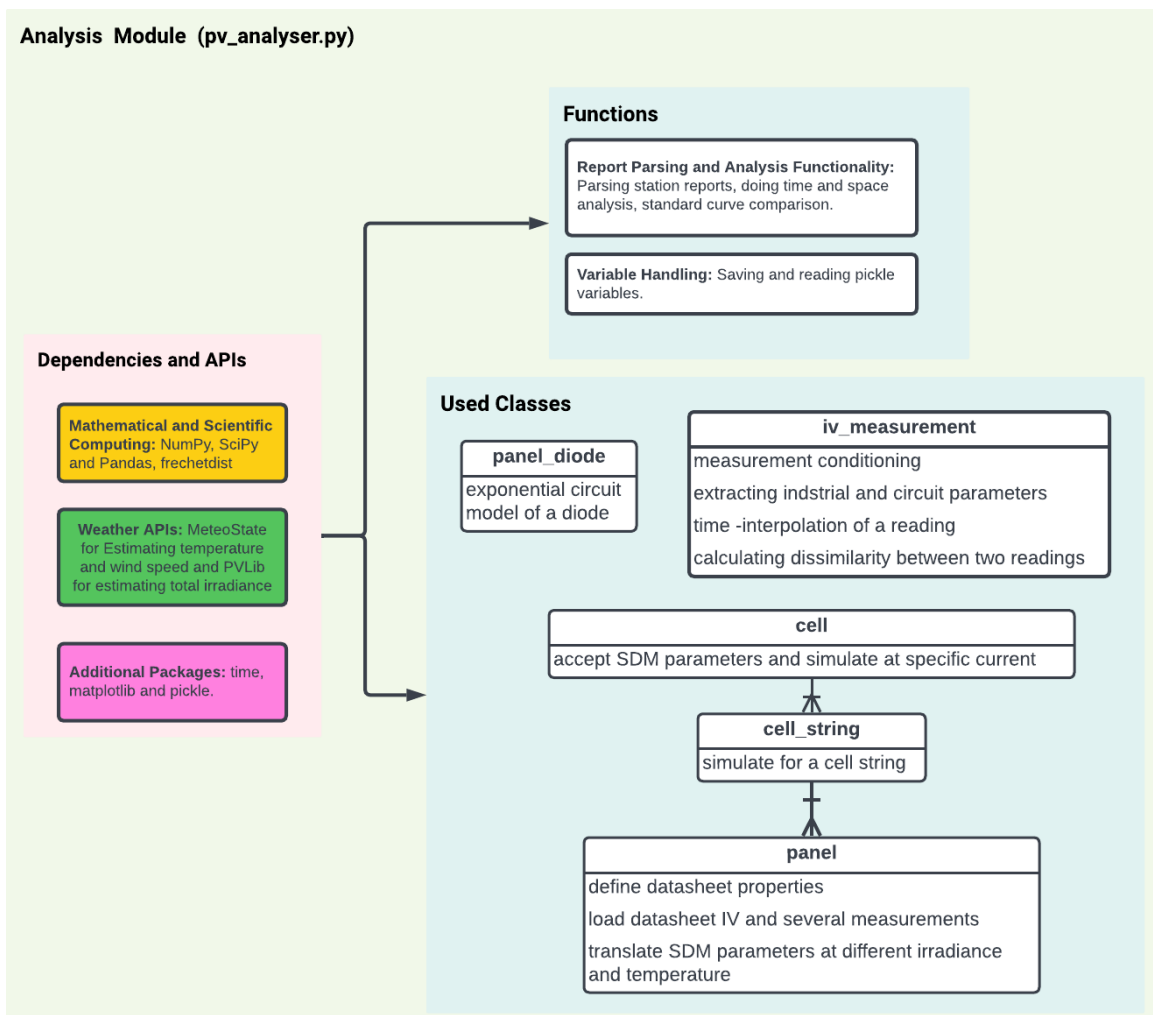 Analysis Module (pv_analyser.py)
Functions
Report Parsing and Analysis Functionality:
Parsing station reports, doing time and space
analysis, standard curve comparison.
Variable Handling: Saving and reading pickle
variables.
Dependencies and APIs
Mathematical and Scientific
Computing: NumPy, SciPy
and Pandas, frechetdist
Weather APIs: MeteoState
for Estimating temperature
and wind speed and PVLib
for estimating total irradiance
Additional Packages: time,
matplotlib and pickle.
Used Classes
panel_diode
exponential circuit
model of a diode
iv_measurement
measurement conditioning
extracting indstrial and circuit parameters
time -interpolation of a reading
calculating dissimilarity between two readings
cell
accept SDM parameters and simulate at specific current
cell_string
simulate for a cell string
panel
define datasheet properties
load datasheet IV and several measurements
translate SDM parameters at different irradiance
and temperature